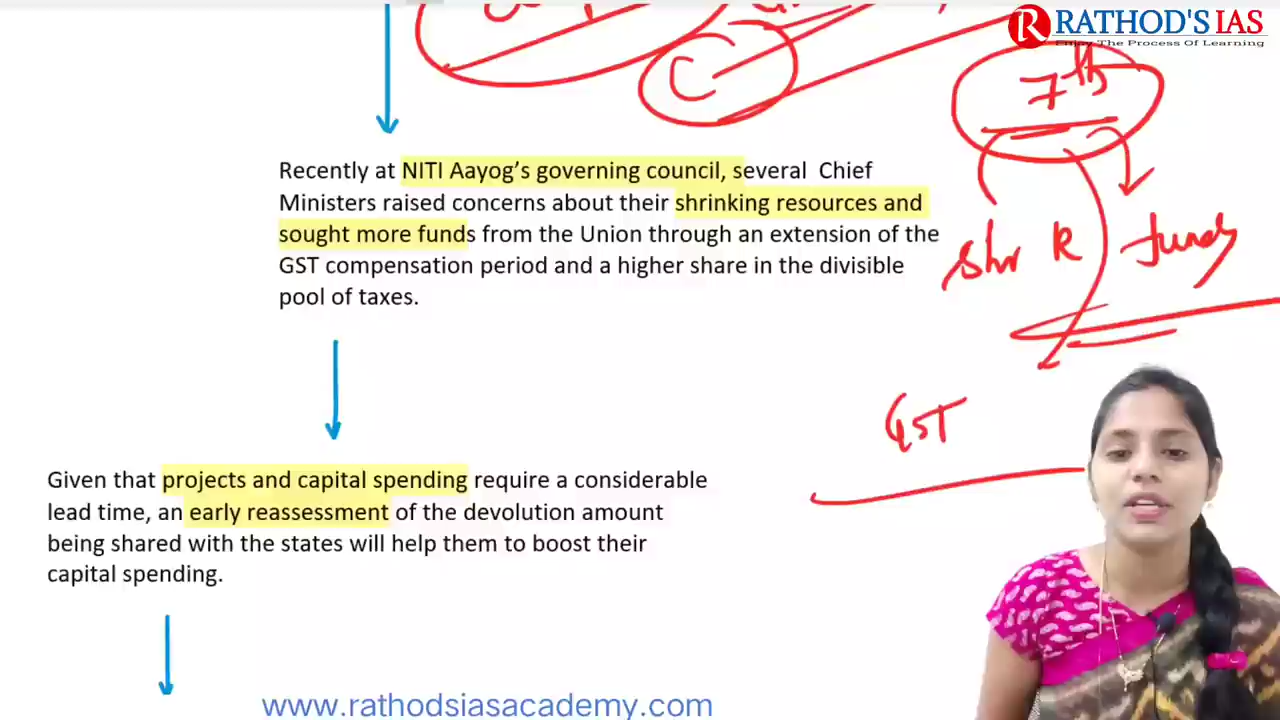 RATHOD'S IAS
Enjoy The Process Of Learning
7th
Recently at NITI Aayog's governing council, several Chief
Ministers raised concerns about their shrinking resources and
sought more funds from the Union through an extension of the
GST compensation period and a higher share in the divisible
pool of taxes.
shr R funds
GST
Given that projects and capital spending require a considerable
lead time, an early reassessment of the devolution amount
being shared with the states will help them to boost their
capital spending.
www.rathodsiasacademy.com